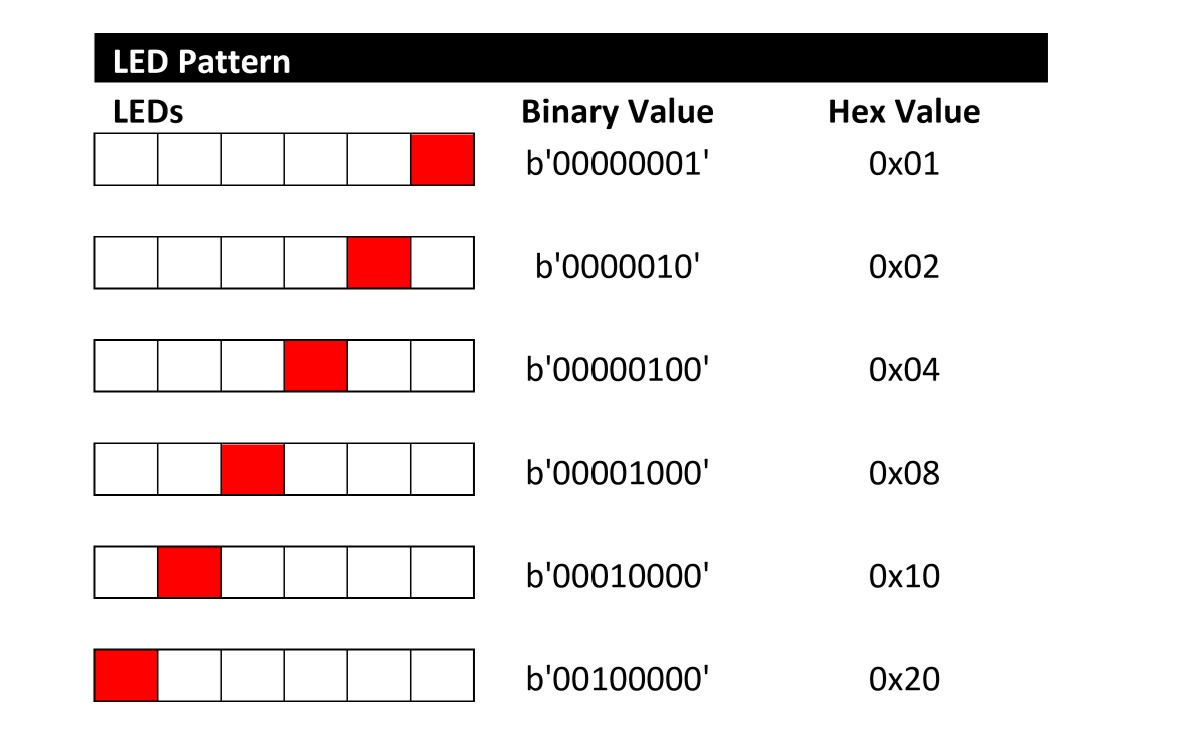 LED Pattern
LEDs Binary Value Hex Value
b'00000001' 0x01
b'0000010' 0x02
b'00000100' 0x04
b'00001000' 0x08
b'00010000' 0x10
b'00100000' 0x20